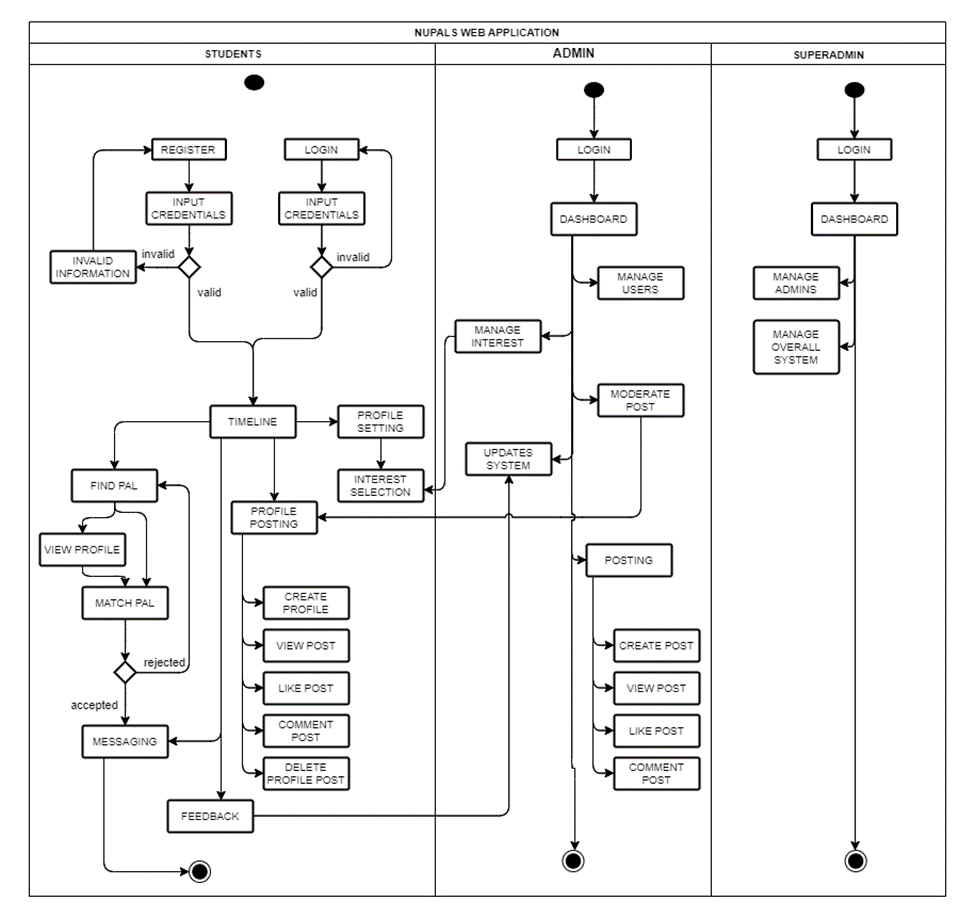 NUPALS WEB APPLICATION
STUDENTS
ADMIN
SUPERADMIN
REGISTER
LOGIN
LOGIN
LOGIN
INPUT
CREDENTIALS
INPUT
CREDENTIALS
DASHBOARD
DASHBOARD
INVALID
INFORMATION
invalid
valid
invalid
valid
MANAGE
USERS
MANAGE
ADMINS
MANAGE
INTEREST
MANAGE
OVERALL
SYSTEM
TIMELINE
PROFILE
SETTING
MODERATE
POST
FIND PAL
INTEREST
SELECTION
UPDATES
SYSTEM
PROFILE
POSTING
VIEW PROFILE
POSTING
MATCH PAL
CREATE
PROFILE
VIEW POST
CREATE POST
rejected
LIKE POST
VIEW POST
accepted
MESSAGING
COMMENT
POST
LIKE POST
DELETE
PROFILE POST
COMMENT
POST
FEEDBACK